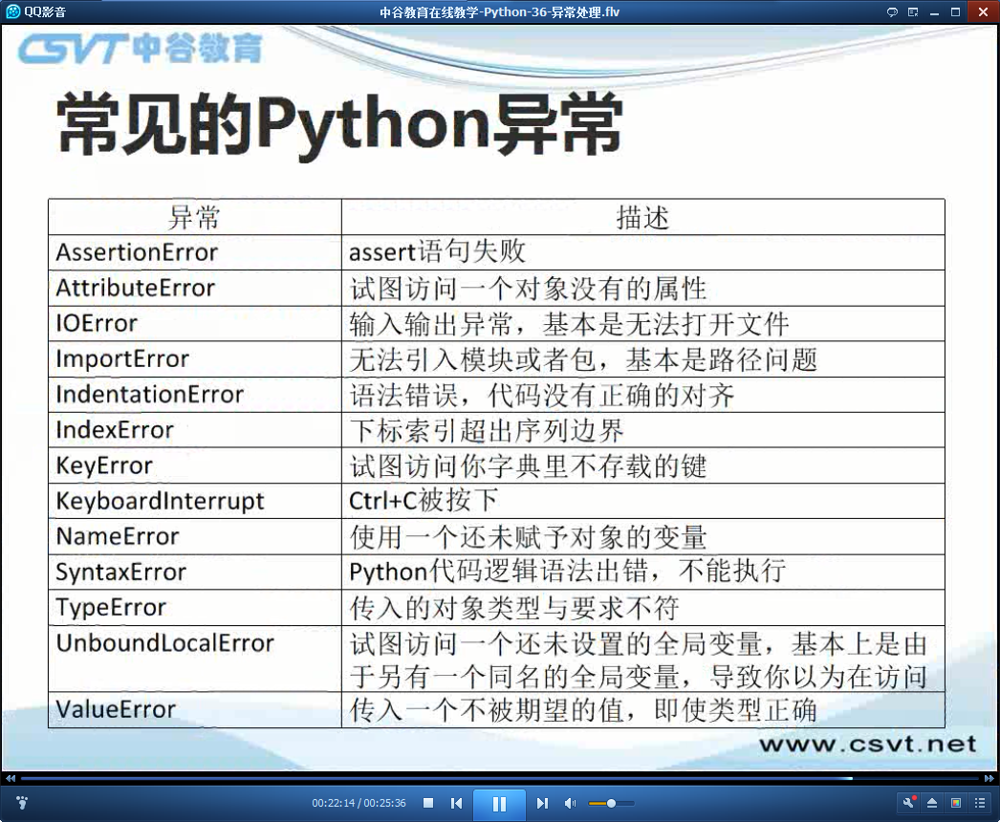 QQ影音
中谷教育在线教学-Python-36-异常处理.flv
CSVT中谷教育
常见的Python异常
异常 描述
AssertionError assert语句失败
AttributeError 试图访问一个对象没有的属性
IOError 输入输出异常，基本是无法打开文件
ImportError 无法引入模块或者包，基本是路径问题
IndentationError 语法错误，代码没有正确的对齐
IndexError 下标索引超出序列边界
KeyError 试图访问你字典里不存载的键
KeyboardInterrupt Ctrl+C被按下
NameError 使用一个还未赋予对象的变量
SyntaxError Python代码逻辑语法出错，不能执行
TypeError 传入的对象类型与要求不符
UnboundLocalError 试图访问一个还未设置的全局变量，基本上是由
于另有一个同名的全局变量，导致你以为在访问
ValueError 传入一个不被期望的值，即使类型正确
www.csvt.net
00:22:14 / 00:25:36